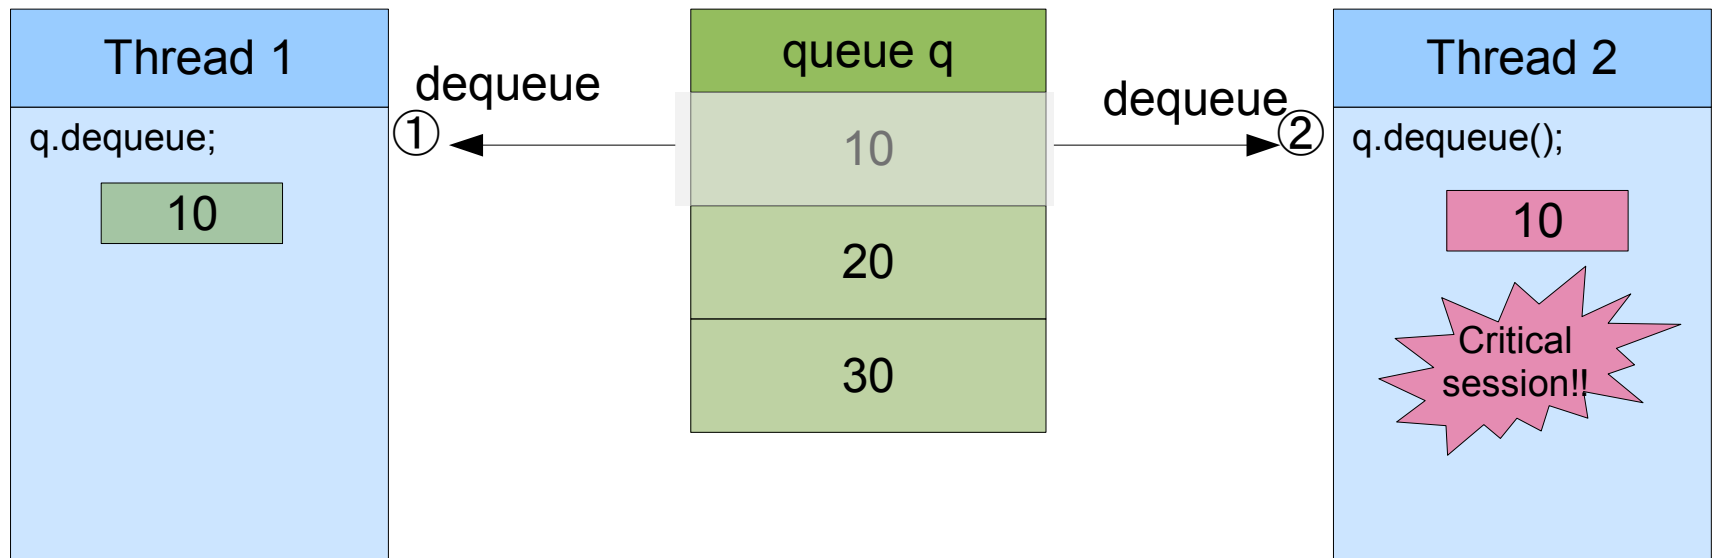 Thread 1
q.dequeue;
10
dequeue
①
queue q
10
20
30
dequeue
②
Thread 2
q.dequeue();
10
Critical
session!!